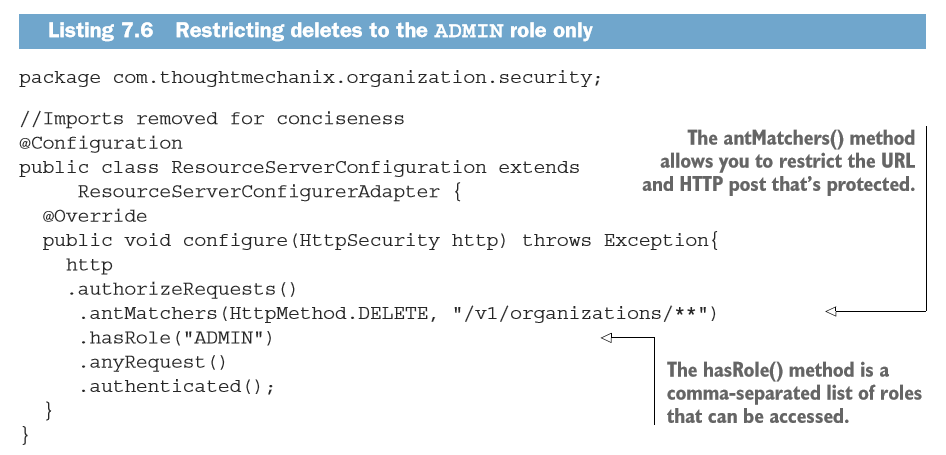 Listing 7.6 Restricting deletes to the ADMIN role only
package com.thoughtmechanix.organization.security;
//Imports removed for conciseness
@Configuration
public class ResourceServerConfiguration extends
ResourceServerConfigurerAdapter {
@Override
public void configure(HttpSecurity http) throws Exception{
http
.authorizeRequests()
.antMatchers(HttpMethod.DELETE, "/v1/organizations/**")
.hasRole("ADMIN")
.anyRequest()
.authenticated();
}
}
The antMatchers() method
allows you to restrict the URL
and HTTP post that's protected.
The hasRole() method is a
comma-separated list of roles
that can be accessed.